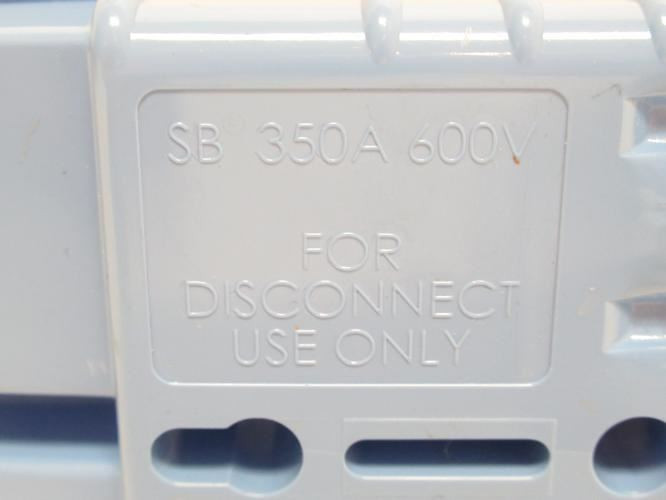 SB® 350A 600V
FOR
DISCONNECT
USE ONLY